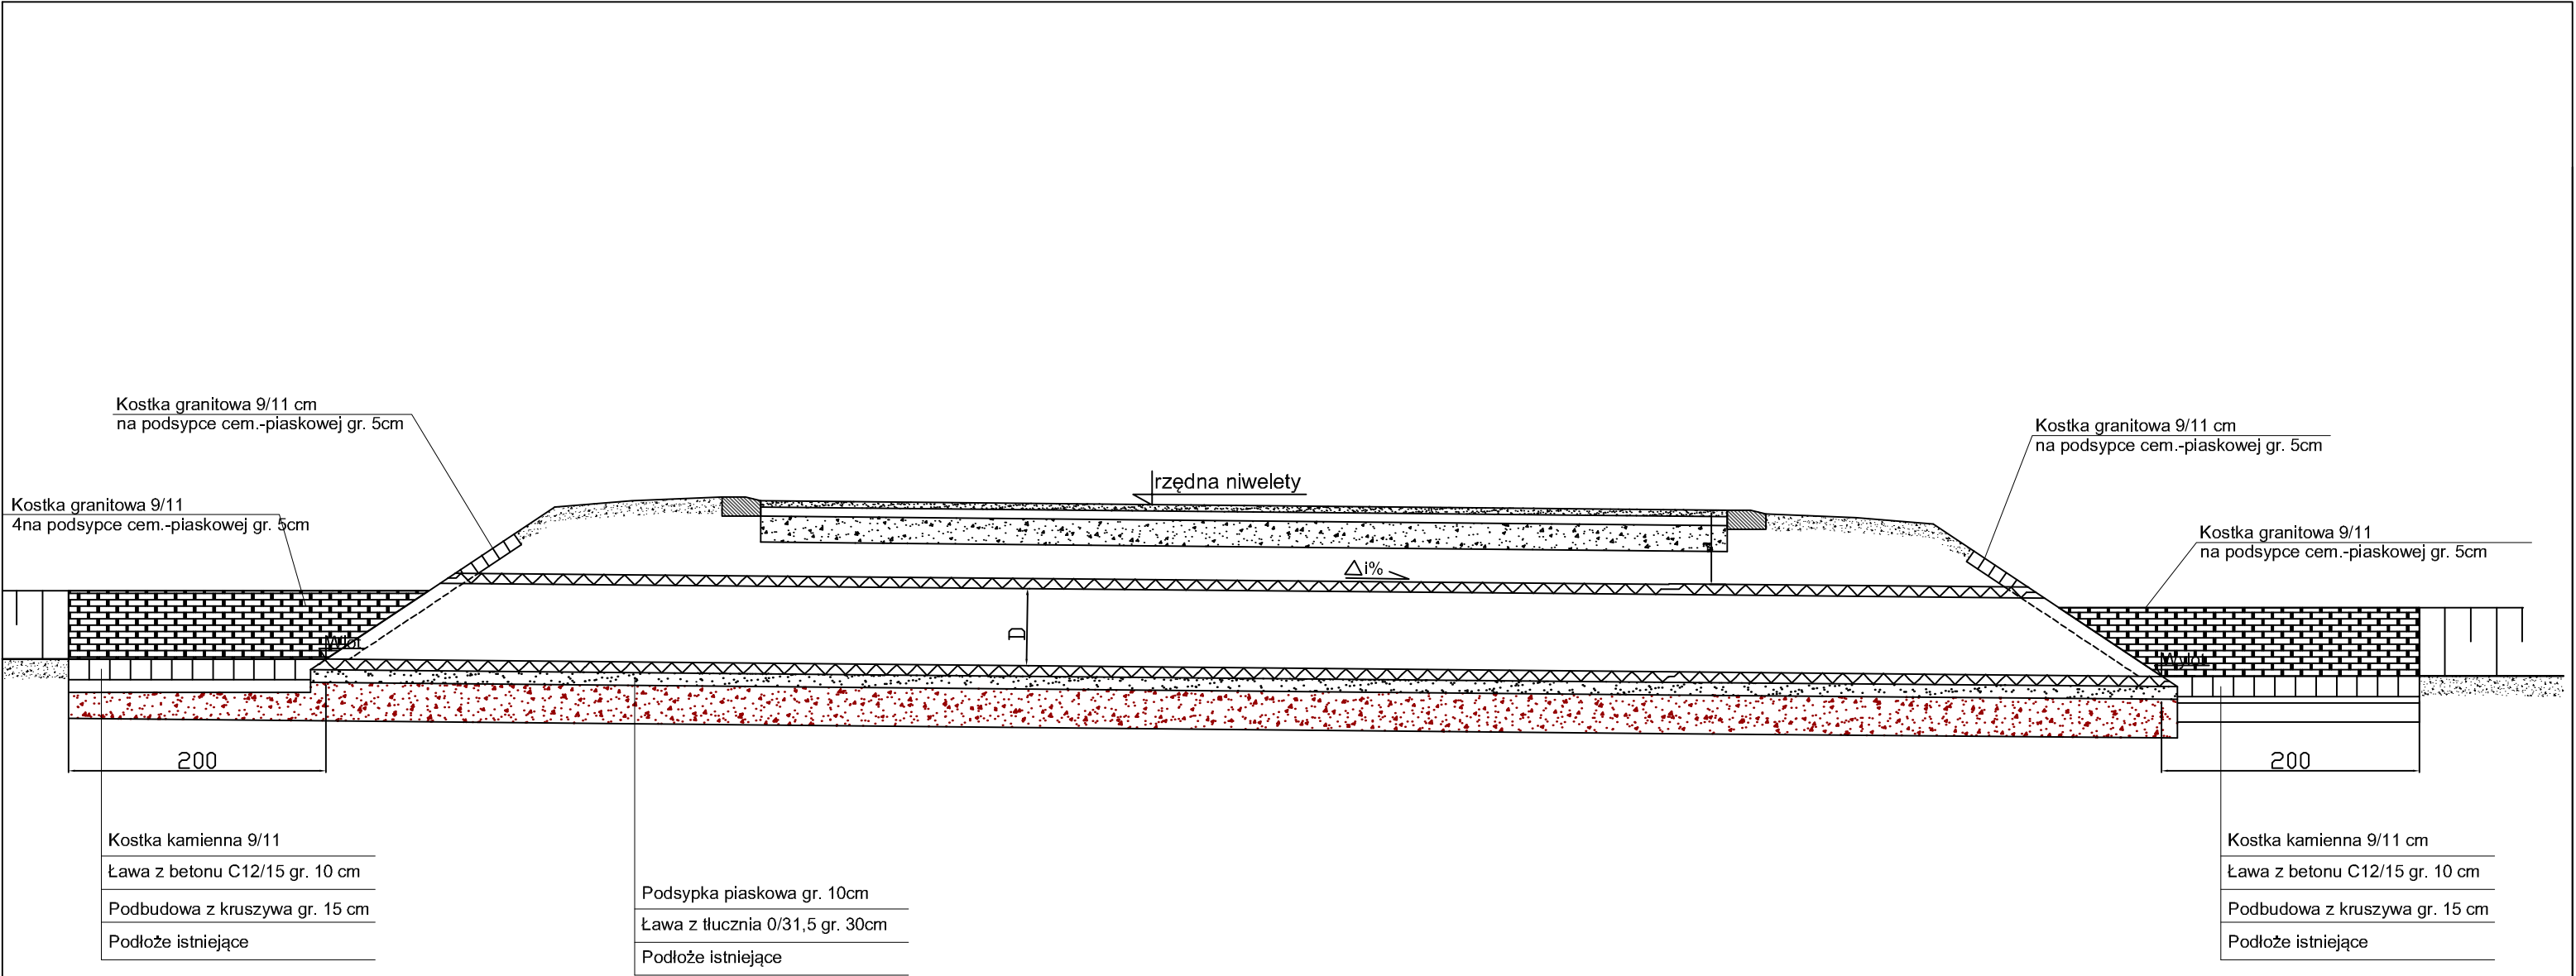 Kostka granitowa 9/11 cm
na podsypce cem.-piaskowej gr. 5cm
Kostka granitowa 9/11 cm
na podsypce cem.-piaskowej gr. 5cm
rzędna niwelety
Kostka granitowa 9/11
4na podsypce cem.-piaskowej gr. 5cm
Kostka granitowa 9/11
na podsypce cem.-piaskowej gr. 5cm
i%
D
Wlot
Wylot
200
200
Kostka kamienna 9/11
Ława z betonu C12/15 gr. 10 cm
Podbudowa z kruszywa gr. 15 cm
Podłoże istniejące
Podsypka piaskowa gr. 10cm
Ława z tłucznia 0/31,5 gr. 30cm
Podłoże istniejące
Kostka kamienna 9/11 cm
Ława z betonu C12/15 gr. 10 cm
Podbudowa z kruszywa gr. 15 cm
Podłoże istniejące